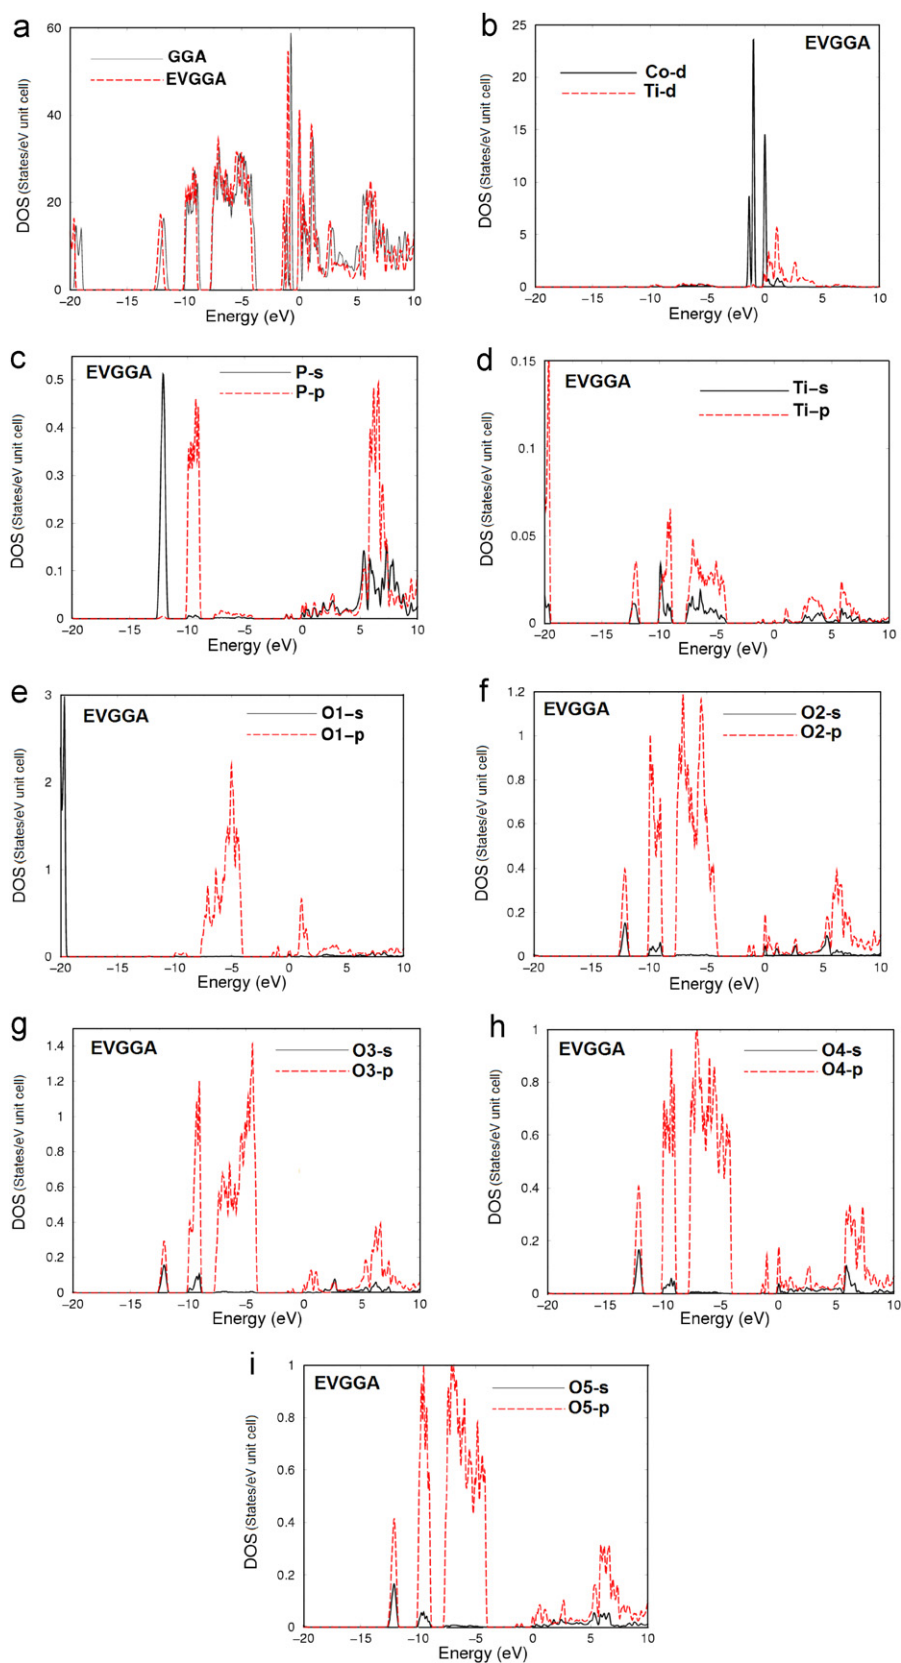 a
60
40
20
0
DOS (States/eV unit cell)
GGA
EVGGA
−20 −15 −10 −5 0 5 10
Energy (eV)
b
25
20
15
10
5
0
DOS (States/eV unit cell)
EVGGA
Co-d
Ti-d
−20 −15 −10 −5 0 5 10
Energy (eV)
c
0.5
0.4
0.3
0.2
0.1
0
DOS (States/eV unit cell)
EVGGA
P-s
P-p
−20 −15 −10 −5 0 5 10
Energy (eV)
d
0.15
0.1
0.05
0
DOS (States/eV unit cell)
EVGGA
Ti−s
Ti−p
−20 −15 −10 −5 0 5 10
Energy (eV)
e
3
2
1
0
DOS (States/eV unit cell)
EVGGA
O1−s
O1−p
−20 −15 −10 −5 0 5 10
Energy (eV)
f
1.2
1
0.8
0.6
0.4
0.2
0
DOS (States/eV unit cell)
EVGGA
O2-s
O2-p
−20 −15 −10 −5 0 5 10
Energy (eV)
g
1.4
1.2
1
0.8
0.6
0.4
0.2
0
DOS (States/eV unit cell)
EVGGA
O3-s
O3-p
−20 −15 −10 −5 0 5 10
Energy (eV)
h
1
0.8
0.6
0.4
0.2
0
DOS (States/eV unit cell)
EVGGA
O4-s
O4-p
−20 −15 −10 −5 0 5 10
Energy (eV)
i
1
0.8
0.6
0.4
0.2
0
DOS (States/eV unit cell)
EVGGA
O5-s
O5-p
−20 −15 −10 −5 0 5 10
Energy (eV)